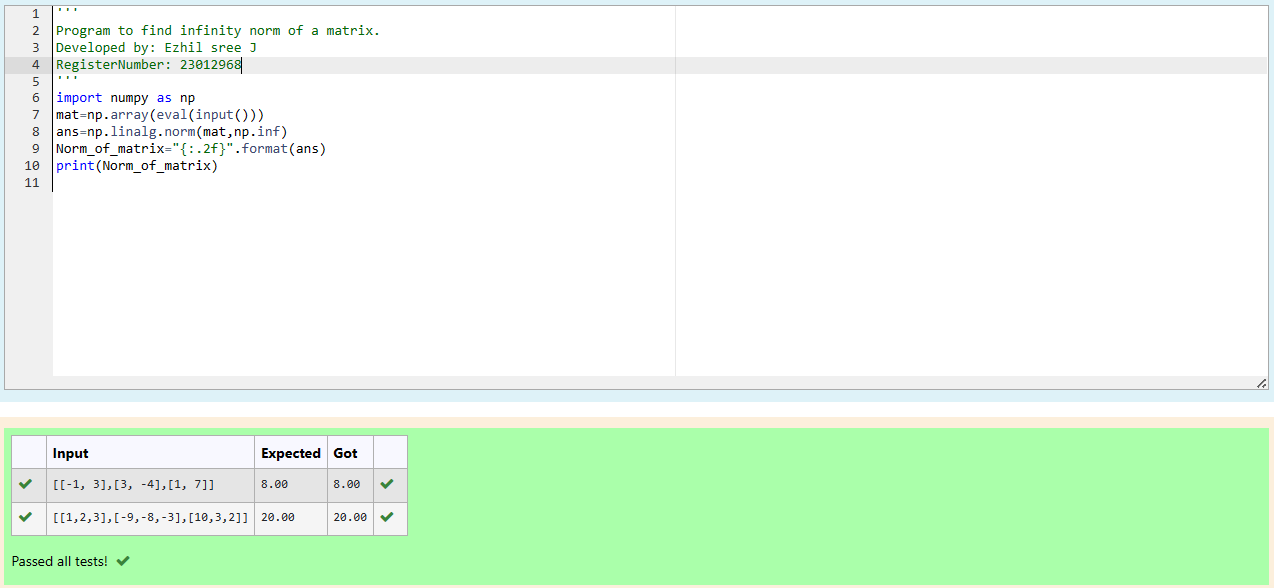 1 '''
2 Program to find infinity norm of a matrix.
3 Developed by: Ezhil sree J
4 RegisterNumber: 23012968
5 '''
6 import numpy as np
7 mat=np.array(eval(input()))
8 ans=np.linalg.norm(mat,np.inf)
9 Norm_of_matrix="{:.2f}".format(ans)
10 print(Norm_of_matrix)
11
Input Expected Got
[[-1, 3],[3, -4],[1, 7]] 8.00 8.00
[[1,2,3],[-9,-8,-3],[10,3,2]] 20.00 20.00
Passed all tests!